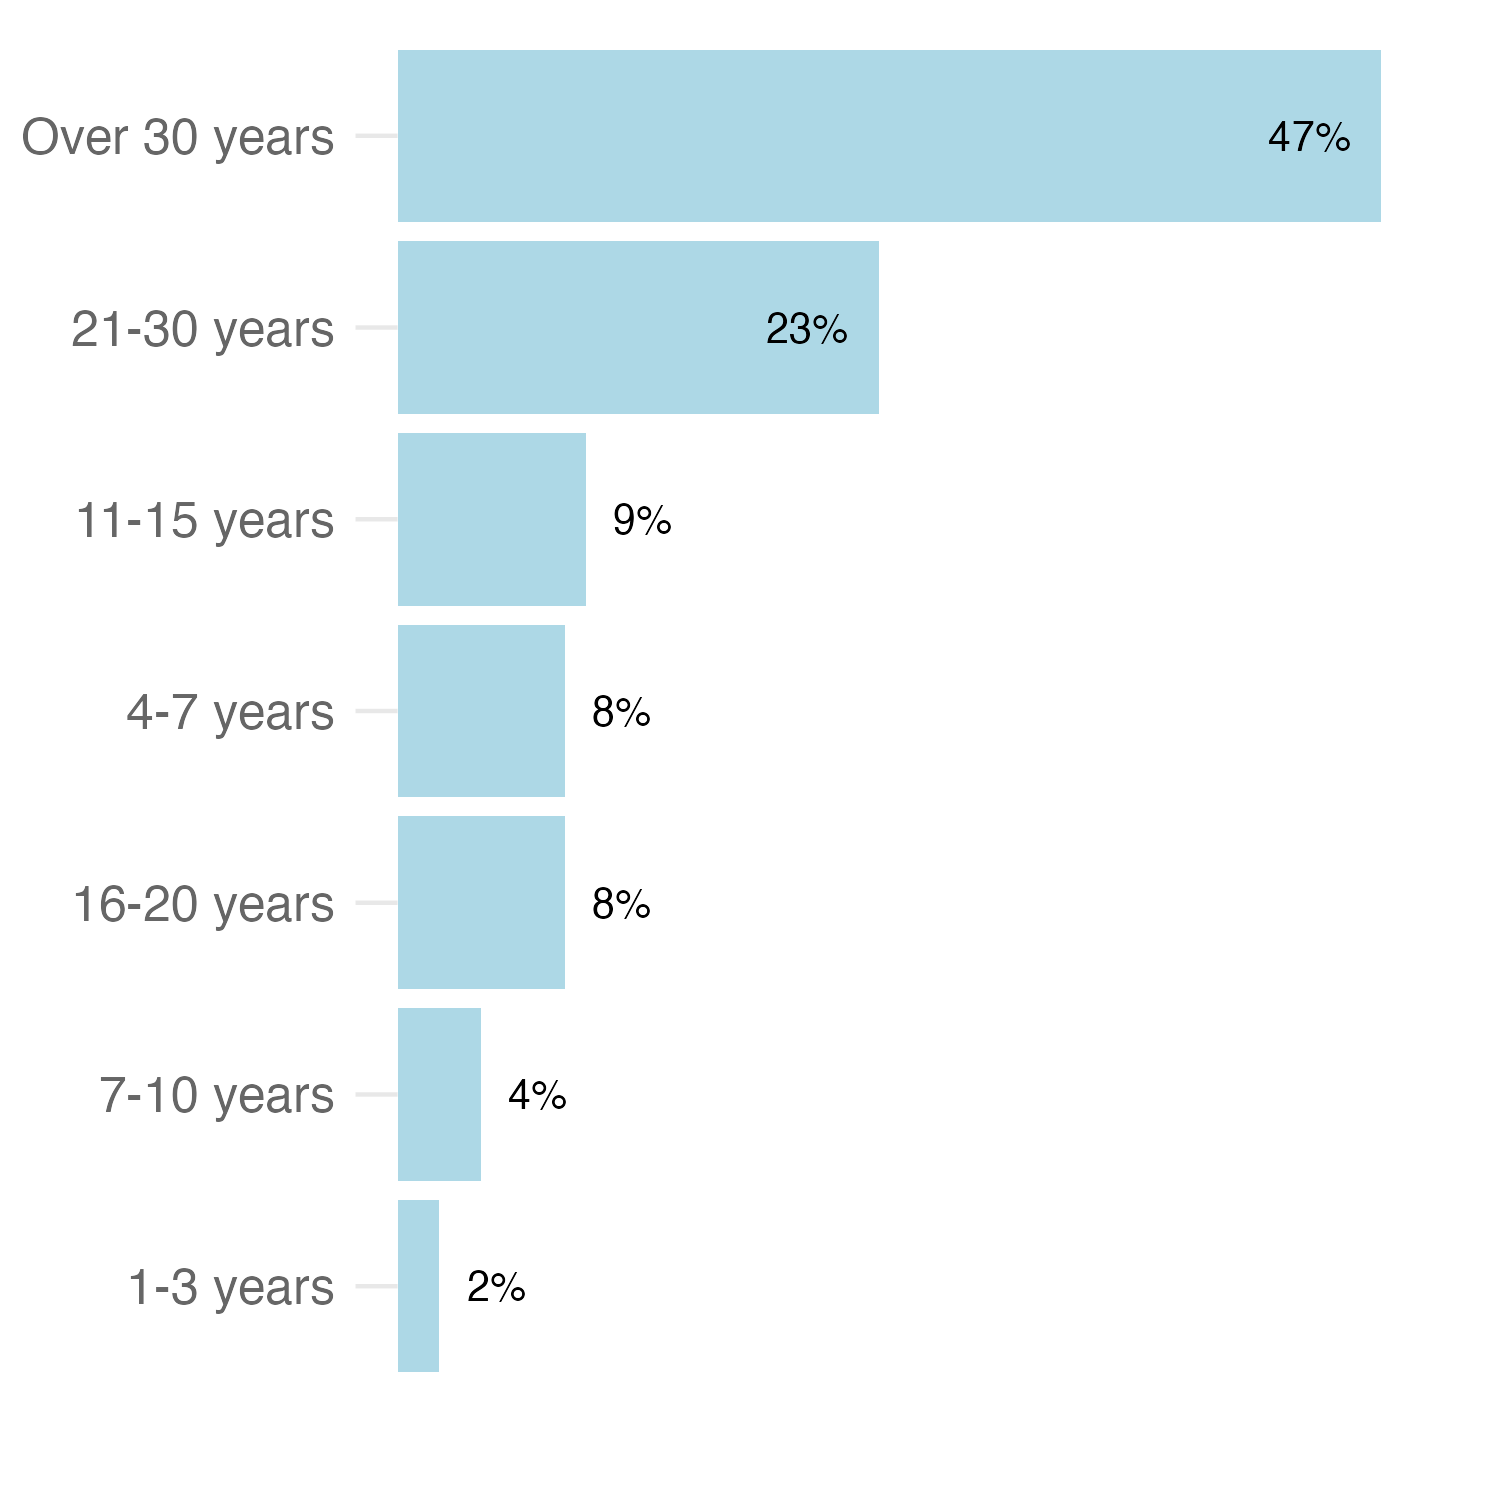 Over 30 years 47%
21-30 years 23%
11-15 years 9%
4-7 years 8%
16-20 years 8%
7-10 years 4%
1-3 years 2%